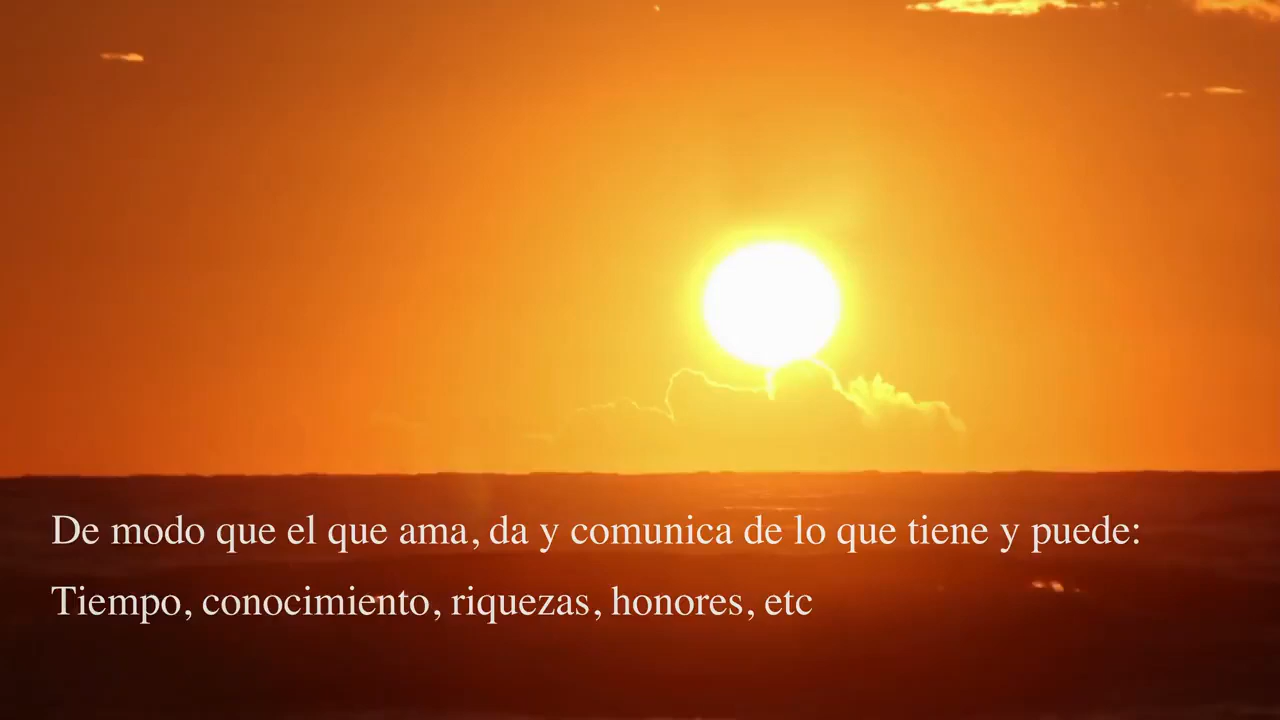 De modo que el que ama, da y comunica de lo que tiene y puede:
Tiempo, conocimiento, riquezas, honores, etc